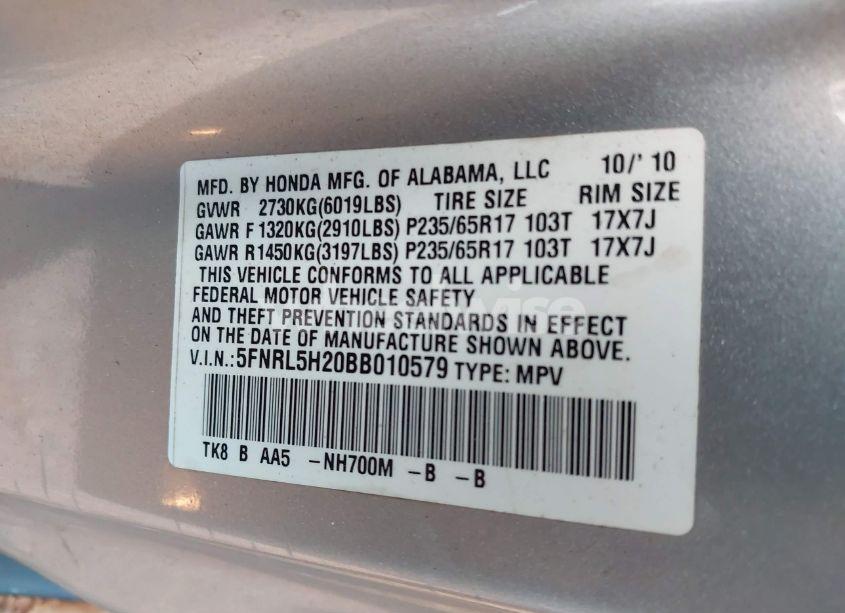 MFD. BY HONDA MFG. OF ALABAMA, LLC 10/' 10
GVWR 2730KG(6019LBS) TIRE SIZE RIM SIZE
GAWR F 1320KG(2910LBS) P235/65R17 103T 17X7J
GAWR R1450KG(3197LBS) P235/65R17 103T 17X7J
THIS VEHICLE CONFORMS TO ALL APPLICABLE
FEDERAL MOTOR VEHICLE SAFETY
AND THEFT PREVENTION STANDARDS IN EFFECT
ON THE DATE OF MANUFACTURE SHOWN ABOVE.
V.I.N.:5FNRL5H20BB010579 TYPE: MPV
TK8 B AA5 -NH700M -B -B